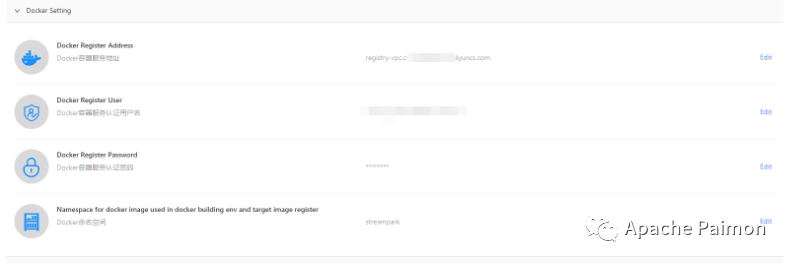 Docker Setting
Docker Register Address
Docker容器服务地址
registry-vpc.c
liyuncs.com
Edit
Docker Register User
Docker容器服务认证用户名
Edit
Docker Register Password
Docker容器服务认证密码
********
Edit
Namespace for docker image used in docker building env and target image register
Docker命名空间
streampark
Edit
Apache Paimon